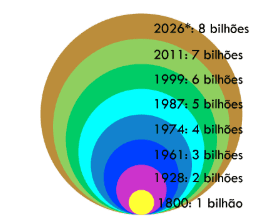 2026*: 8 bilhões
2011: 7 bilhões
1999: 6 bilhões
1987: 5 bilhões
1974: 4 bilhões
1961: 3 bilhões
1928: 2 bilhões
1800: 1 bilhão